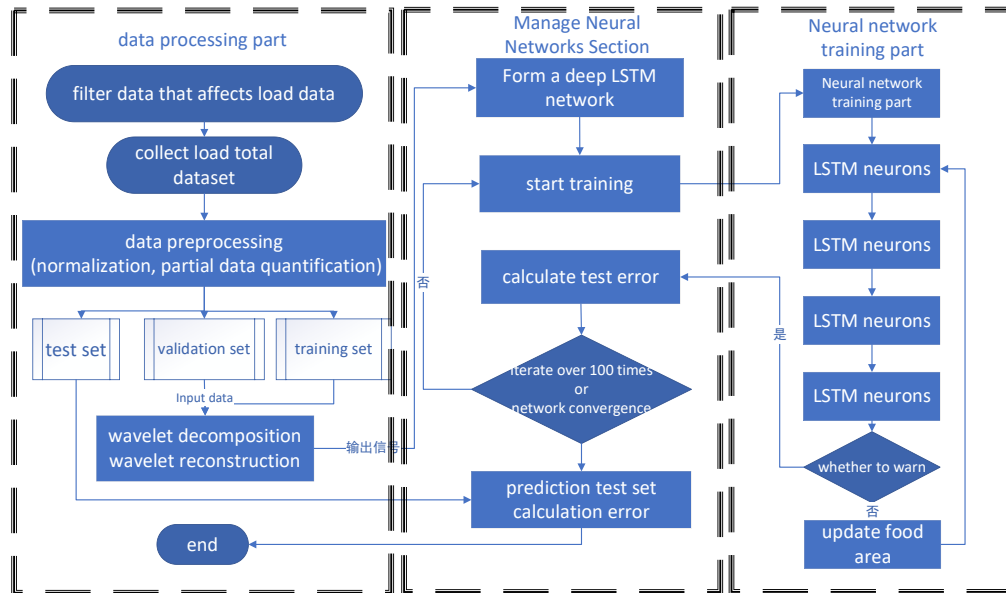 data processing part
filter data that affects load data
collect load total
dataset
data preprocessing
(normalization, partial data quantification)
test set
validation set
training set
Input data
wavelet decomposition
wavelet reconstruction
输出信号
end
Manage Neural
Networks Section
Form a deep LSTM
network
start training
否
calculate test error
iterate over 100 times
or
network convergence
prediction test set
calculation error
Neural network
training part
Neural network
training part
LSTM neurons
LSTM neurons
LSTM neurons
LSTM neurons
是
whether to warn
否
update food
area